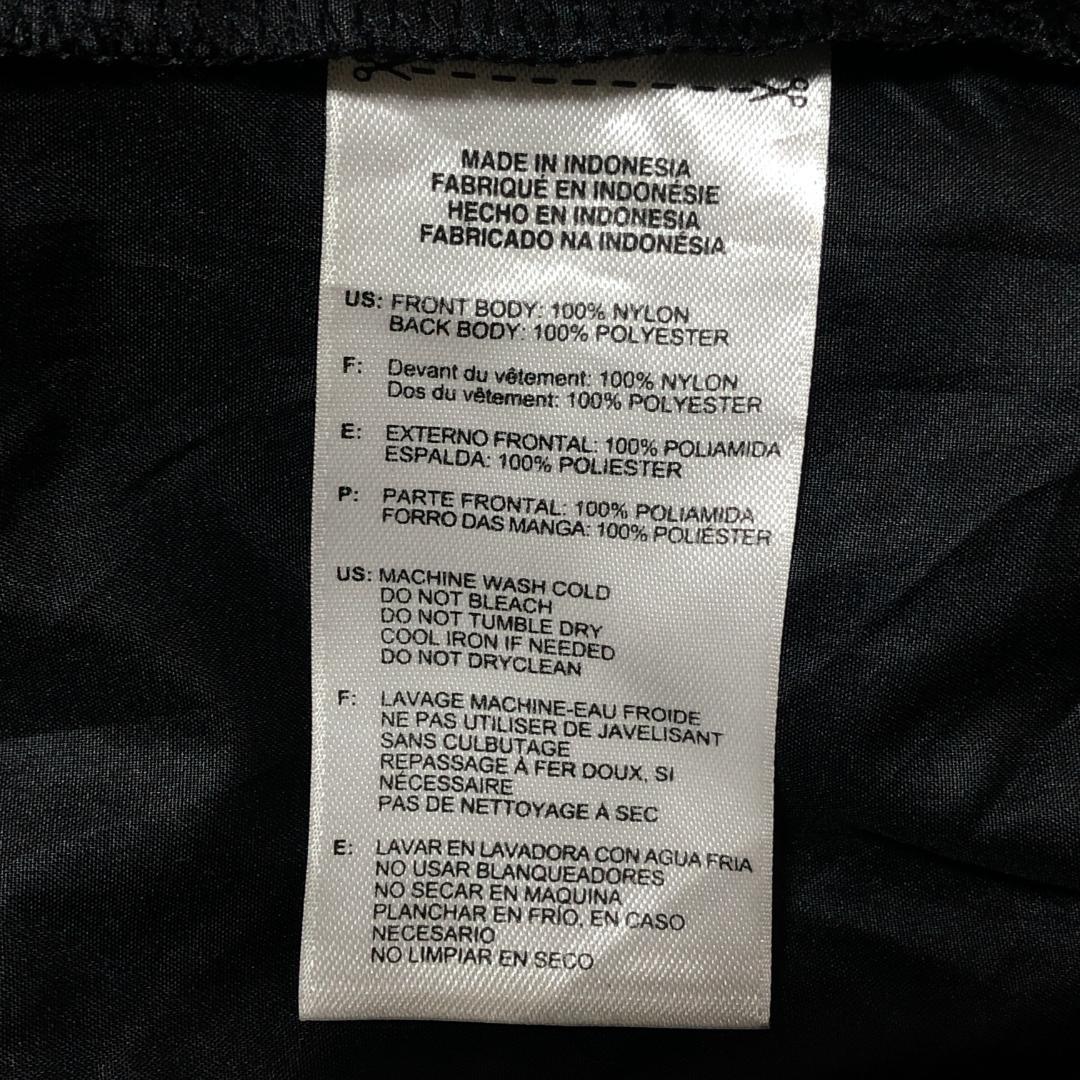 MADE IN INDONESIA
FABRIQUÉ EN INDONÉSIE
HECHO EN INDONESIA
FABRICADO NA INDONÉSIA
US: FRONT BODY: 100% NYLON
BACK BODY: 100% POLYESTER
F: Devant du vêtement: 100% NYLON
Dos du vêtement: 100% POLYESTER
E: EXTERNO FRONTAL: 100% POLIAMIDA
ESPALDA: 100% POLIESTER
P: PARTE FRONTAL: 100% POLIAMIDA
FORRO DAS MANGA: 100% POLIÉSTER
US: MACHINE WASH COLD
DO NOT BLEACH
DO NOT TUMBLE DRY
COOL IRON IF NEEDED
DO NOT DRYCLEAN
F: LAVAGE MACHINE-EAU FROIDE
NE PAS UTILISER DE JAVELISANT
SANS CULBUTAGE
REPASSAGE À FER DOUX, SI
NÉCESSAIRE
PAS DE NETTOYAGE À SEC
E: LAVAR EN LAVADORA CON AGUA FRIA
NO USAR BLANQUEADORES
NO SECAR EN MAQUINA
PLANCHAR EN FRÍO, EN CASO
NECESARIO
NO LIMPIAR EN SECO